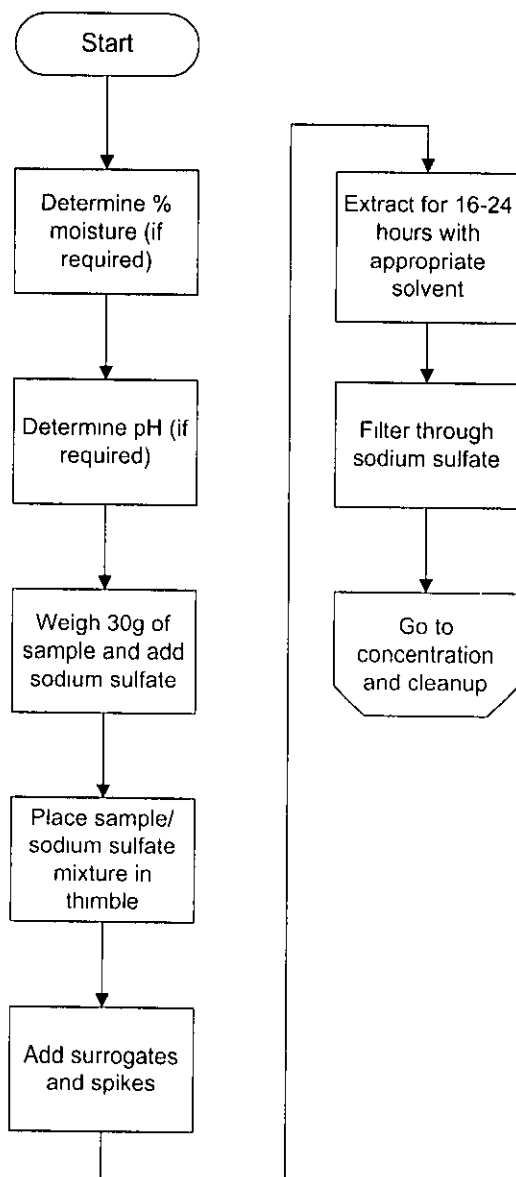 Start
Determine %
moisture (if
required)
Determine pH (if
required)
Weigh 30g of
sample and add
sodium sulfate
Place sample/
sodium sulfate
mixture in
thimble
Add surrogates
and spikes
Extract for 16-24
hours with
appropriate
solvent
Filter through
sodium sulfate
Go to
concentration
and cleanup